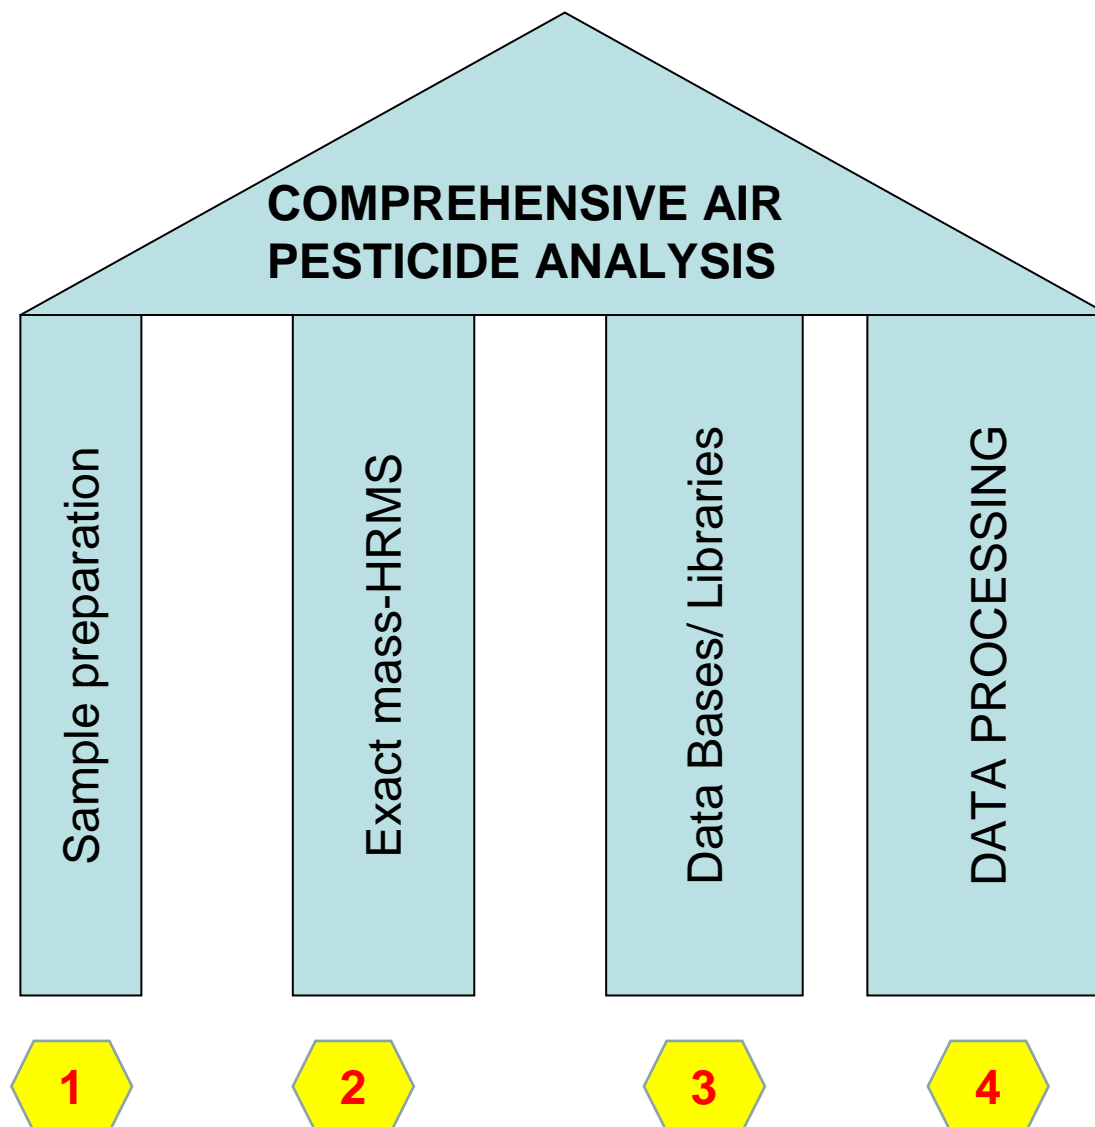 COMPREHENSIVE AIR
PESTICIDE ANALYSIS
Sample preparation
Exact mass-HRMS
Data Bases/ Libraries
DATA PROCESSING
1
2
3
4